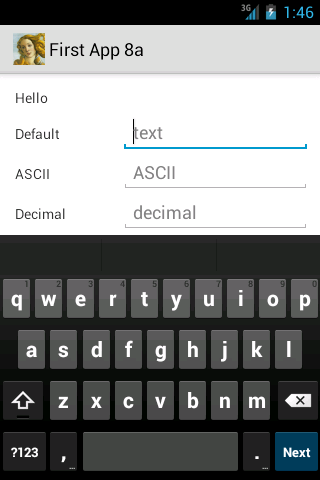 3G 1:46
First App 8a
Hello
Default text
ASCII ASCII
Decimal decimal
1 2 3 4 5 6 7 8 9 0
q w e r t y u i o p
a s d f g h j k l
z x c v b n m
?123 , ... . ... Next